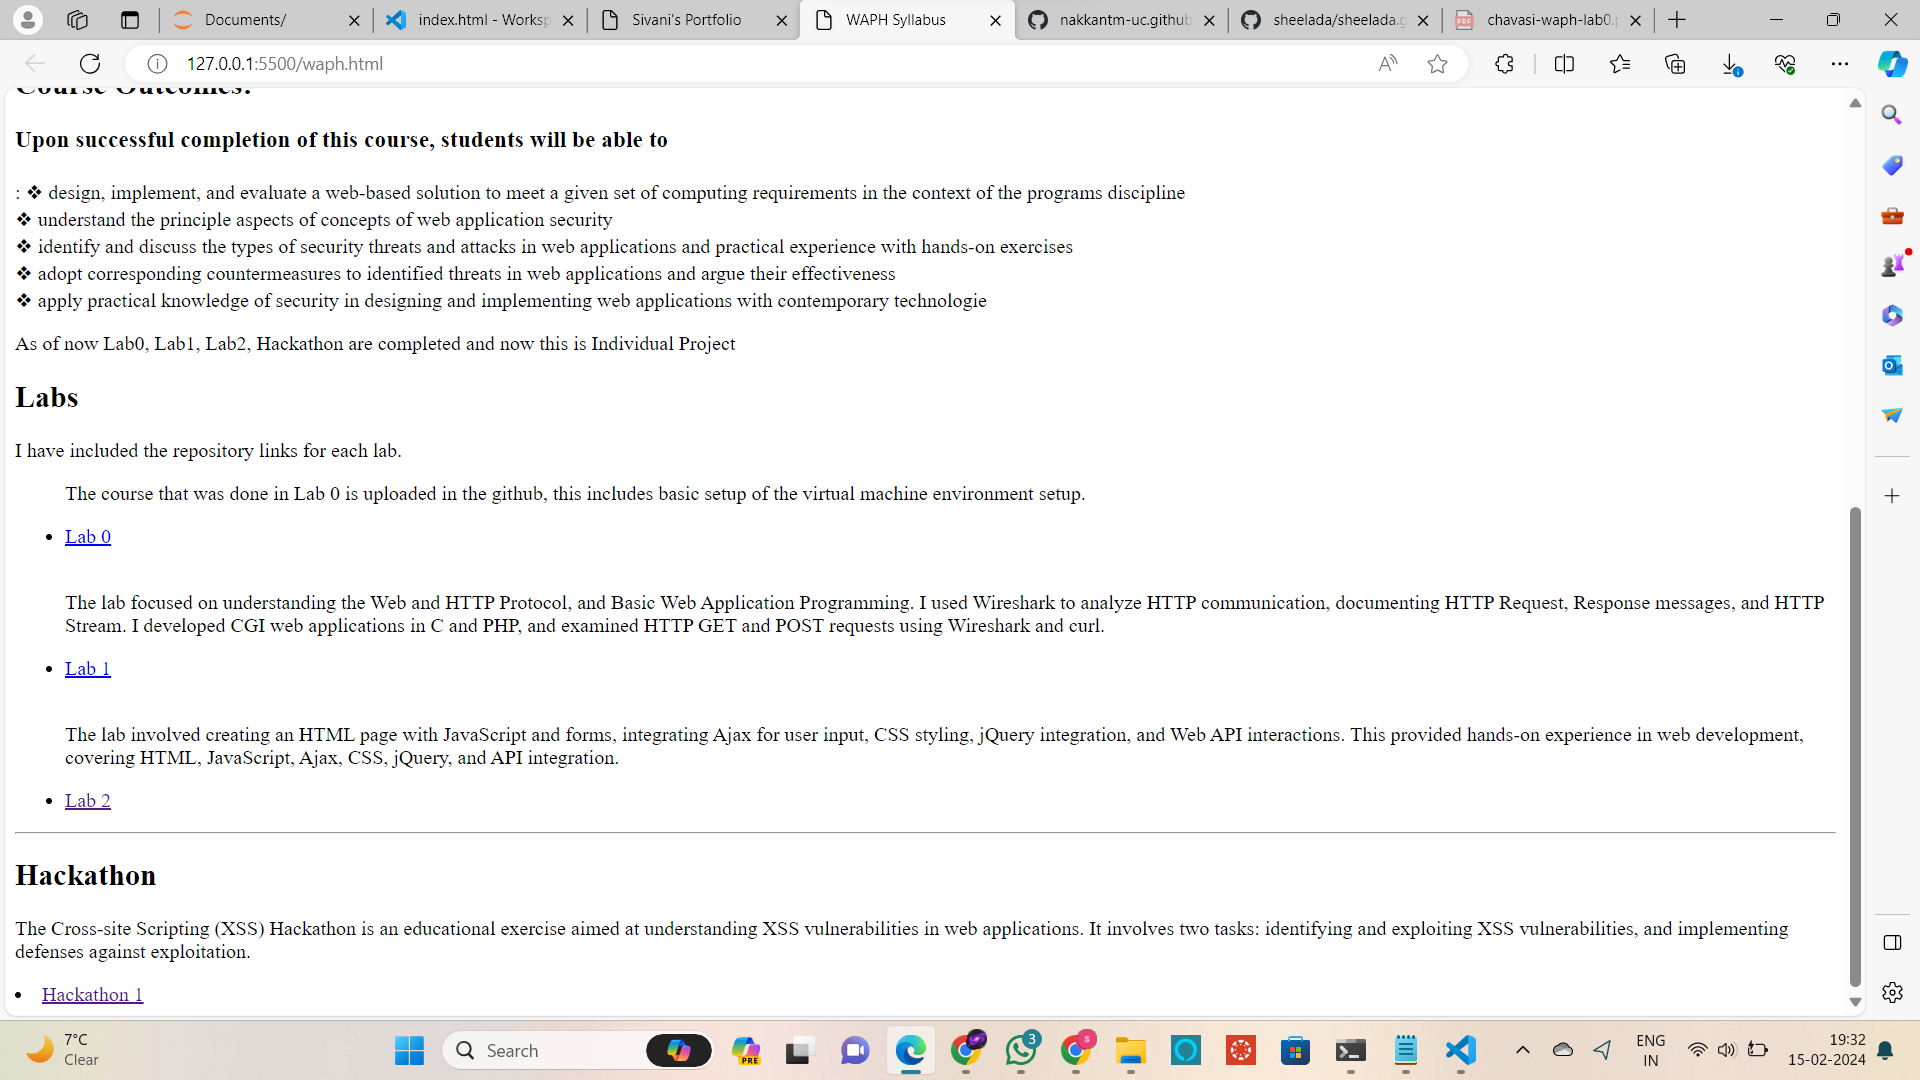 Documents/
index.html - Worksp
Sivani's Portfolio
WAPH Syllabus
nakkantm-uc.github
sheelada/sheelada.g
chavasi-waph-lab0.p
127.0.0.1:5500/waph.html
Course Outcomes:
Upon successful completion of this course, students will be able to
: ❖ design, implement, and evaluate a web-based solution to meet a given set of computing requirements in the context of the programs discipline
❖ understand the principle aspects of concepts of web application security
❖ identify and discuss the types of security threats and attacks in web applications and practical experience with hands-on exercises
❖ adopt corresponding countermeasures to identified threats in web applications and argue their effectiveness
❖ apply practical knowledge of security in designing and implementing web applications with contemporary technologie
As of now Lab0, Lab1, Lab2, Hackathon are completed and now this is Individual Project
Labs
I have included the repository links for each lab.
The course that was done in Lab 0 is uploaded in the github, this includes basic setup of the virtual machine environment setup.
• Lab 0
The lab focused on understanding the Web and HTTP Protocol, and Basic Web Application Programming. I used Wireshark to analyze HTTP communication, documenting HTTP Request, Response messages, and HTTP
Stream. I developed CGI web applications in C and PHP, and examined HTTP GET and POST requests using Wireshark and curl.
• Lab 1
The lab involved creating an HTML page with JavaScript and forms, integrating Ajax for user input, CSS styling, jQuery integration, and Web API interactions. This provided hands-on experience in web development,
covering HTML, JavaScript, Ajax, CSS, jQuery, and API integration.
• Lab 2
Hackathon
The Cross-site Scripting (XSS) Hackathon is an educational exercise aimed at understanding XSS vulnerabilities in web applications. It involves two tasks: identifying and exploiting XSS vulnerabilities, and implementing
defenses against exploitation.
• Hackathon 1
7°C
Clear
Search
PRE
3
S
ENG
IN
19:32
15-02-2024